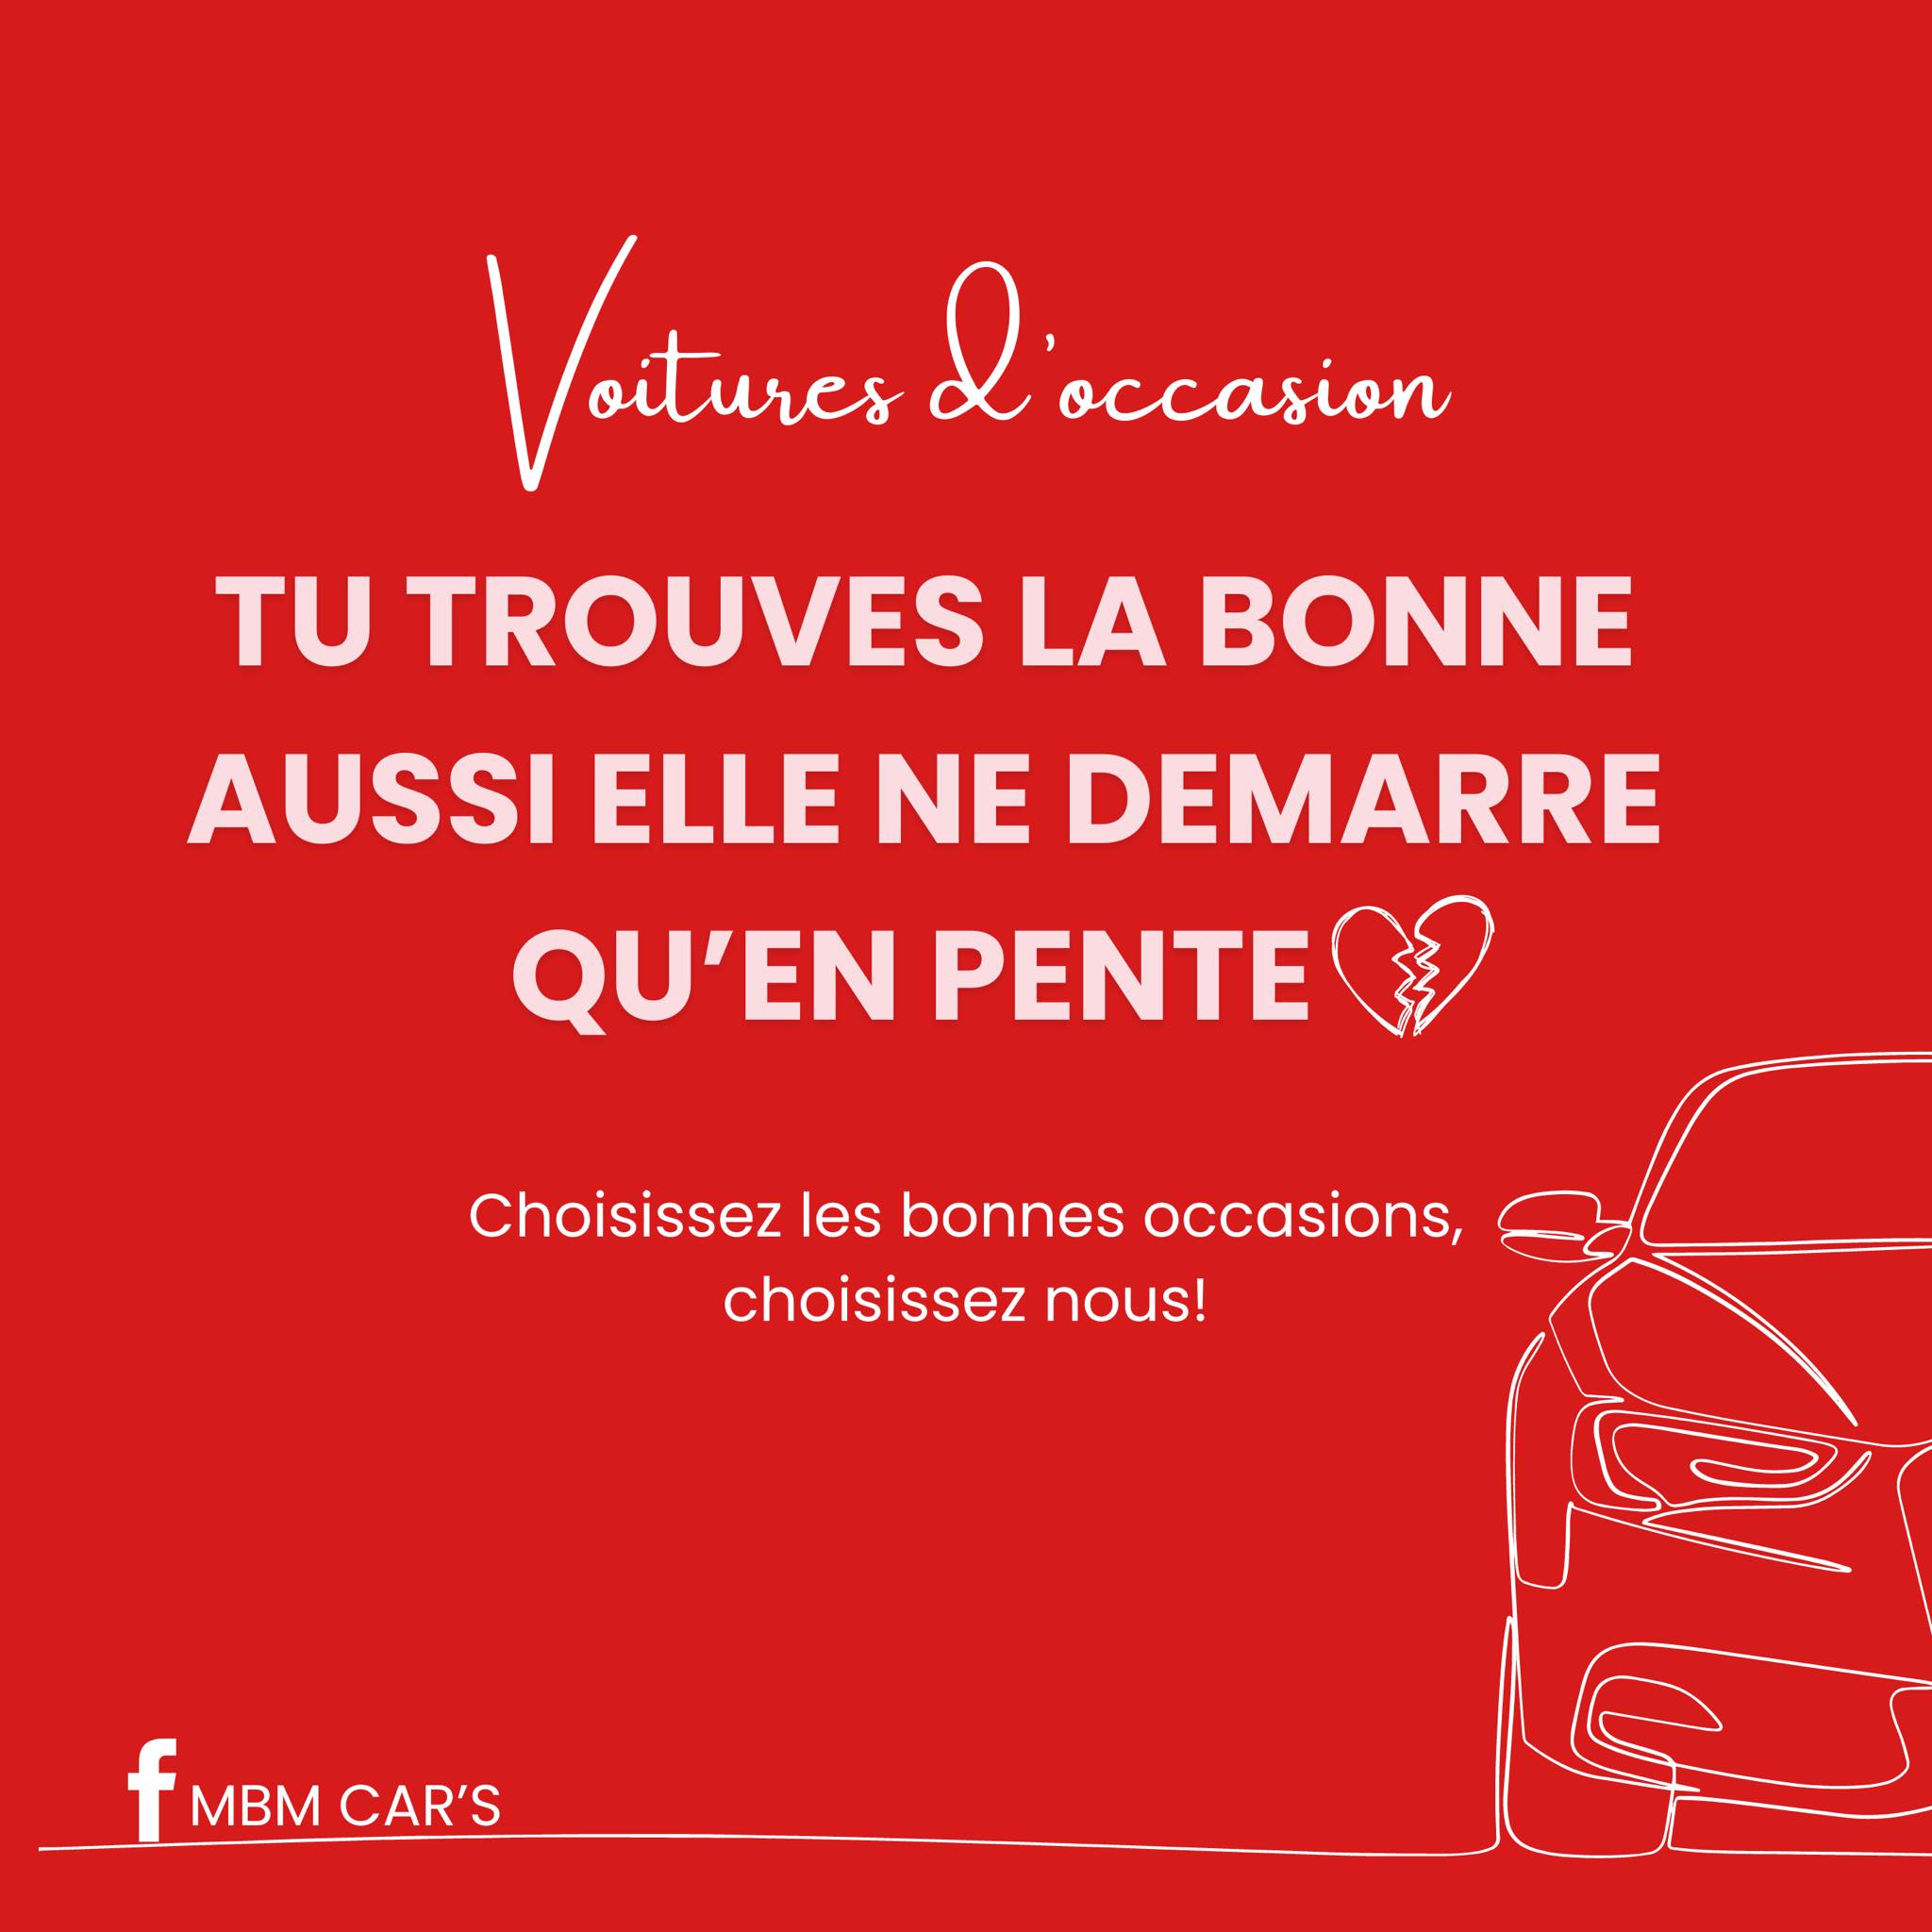 Voitures d’occasion
TU TROUVES LA BONNE
AUSSI ELLE NE DEMARRE
QU’EN PENTE
Choisissez les bonnes occasions,
choisissez nous!
f MBM CAR’S